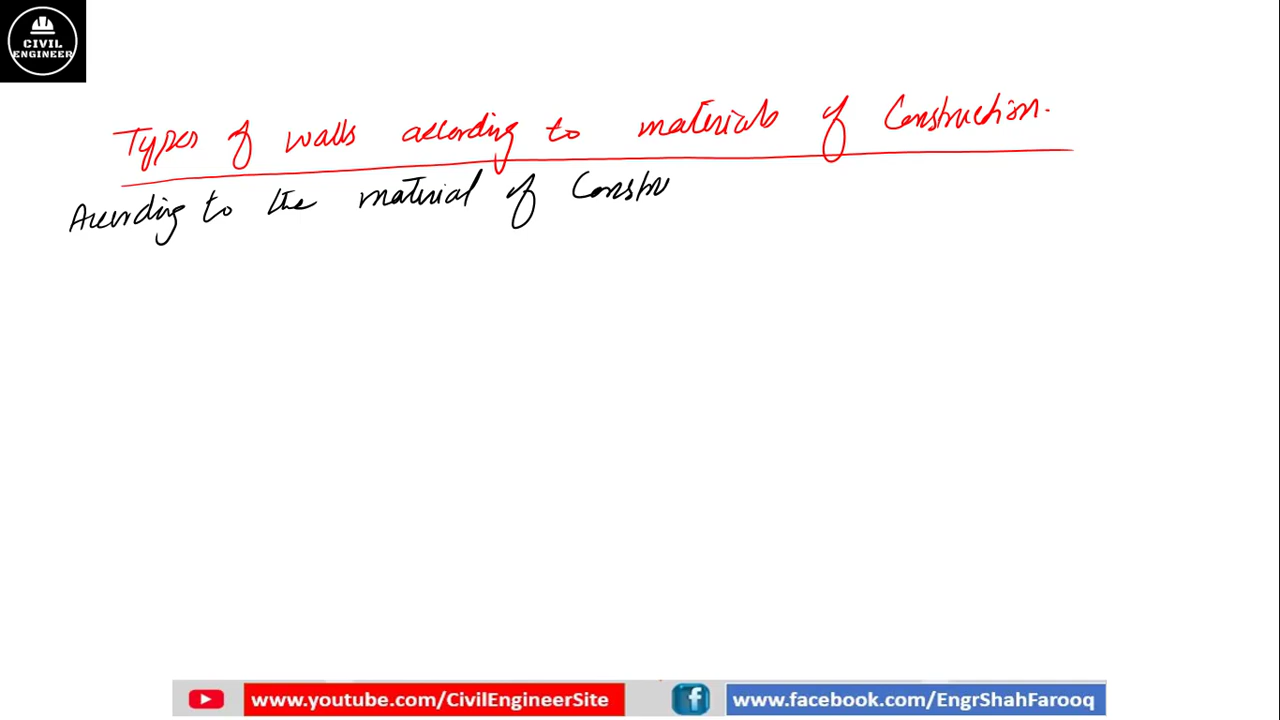 CIVIL
ENGINEER
Types of walls according to materials of Construction.
According to the material of Constru
www.youtube.com/CivilEngineerSite
www.facebook.com/EngrShahFarooq